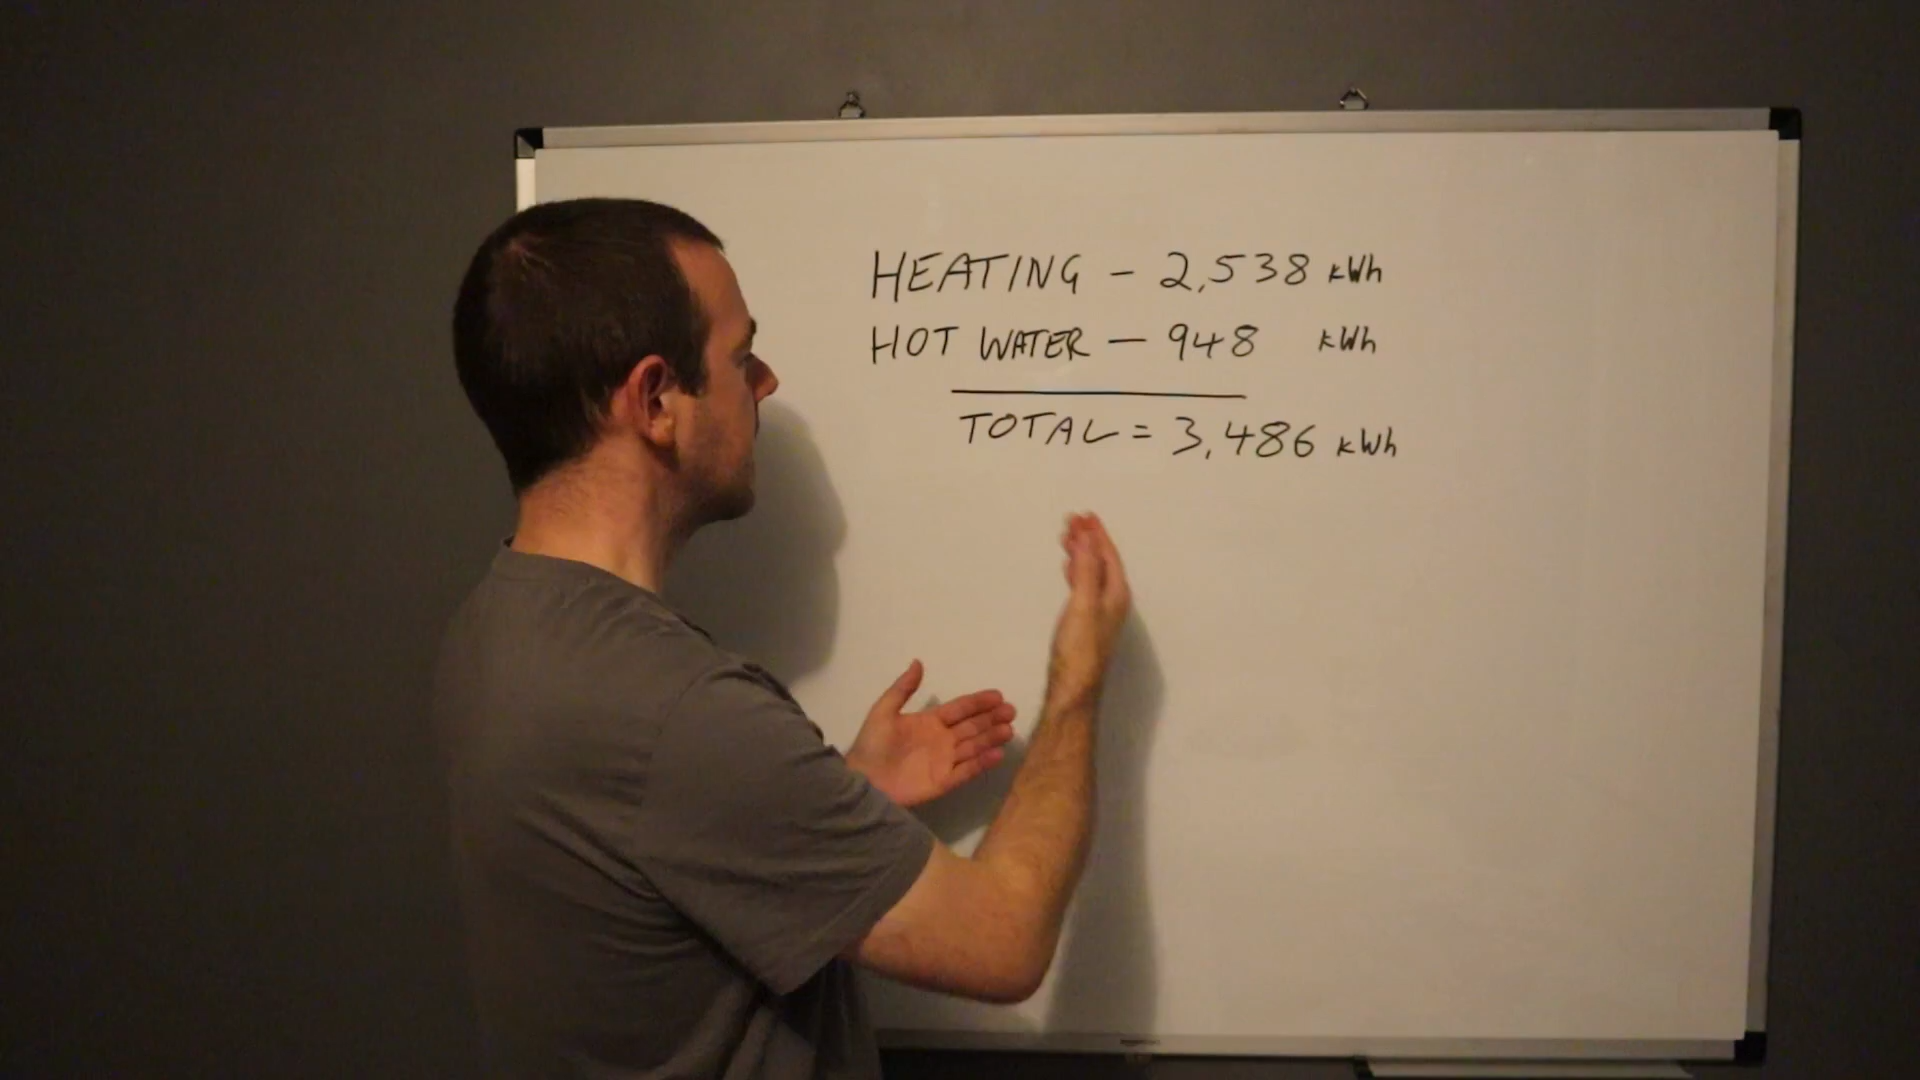 HEATING – 2,538 kWh
HOT WATER – 948 kWh
TOTAL = 3,486 kWh